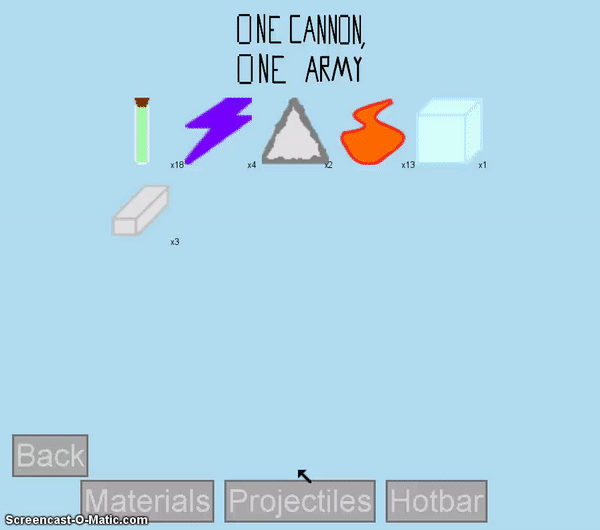 ONE CANNON,
ONE ARMY
x18 x4 x2 x13 x1
x3
Back
Materials Projectiles Hotbar
Screencast-O-Matic.com